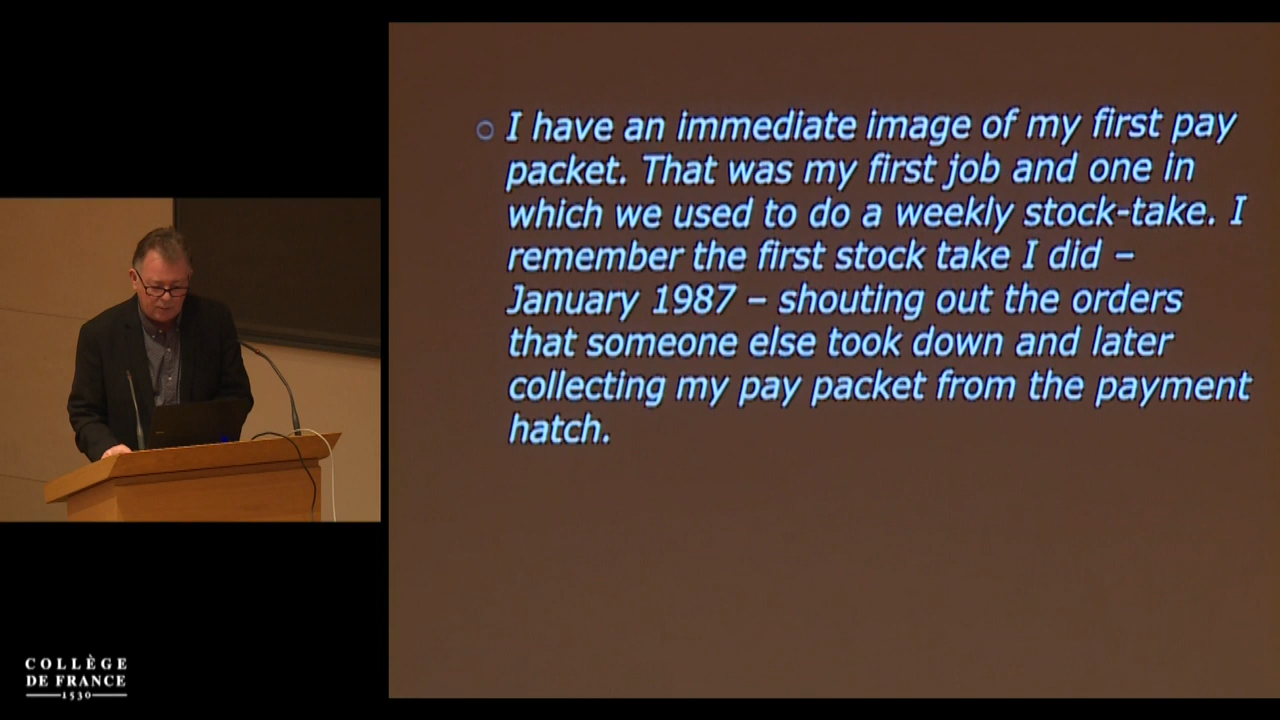 I have an immediate image of my first pay
packet. That was my first job and one in
which we used to do a weekly stock-take. I
remember the first stock take I did –
January 1987 – shouting out the orders
that someone else took down and later
collecting my pay packet from the payment
hatch.
COLLÈGE
DE FRANCE
1530